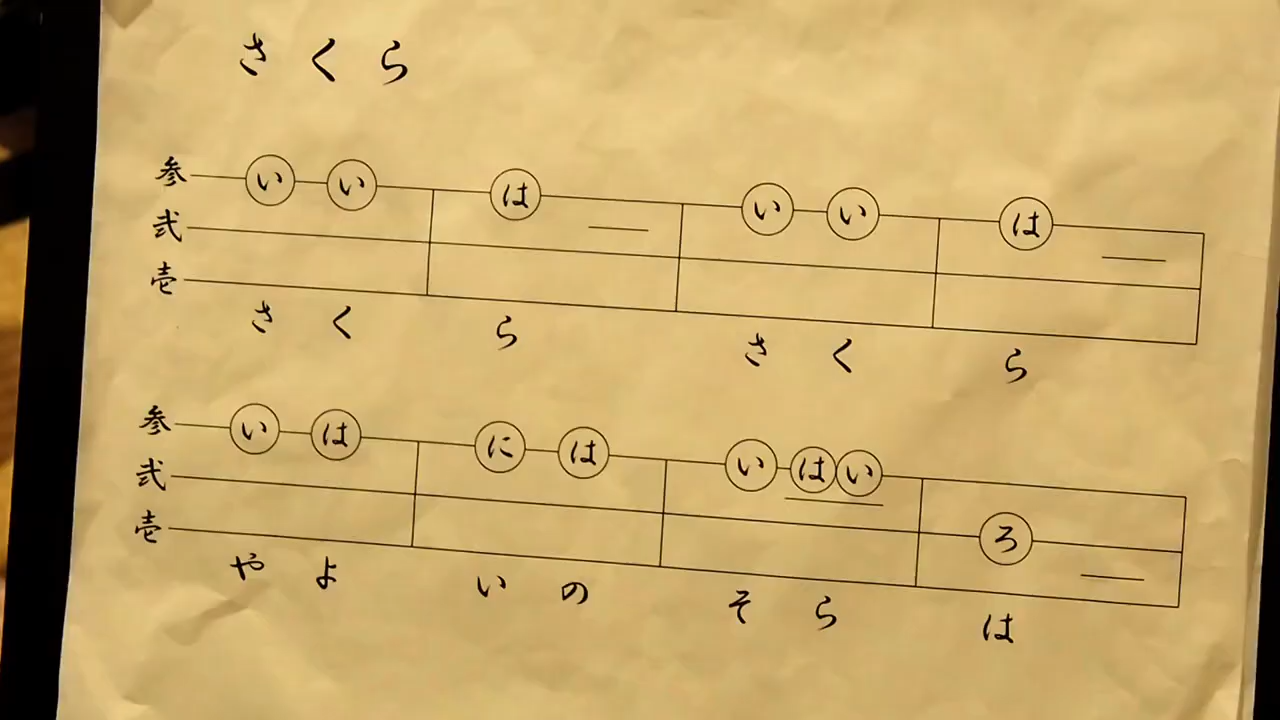 さくら
参 い い は い い は
弐
壱
さ く ら さ く ら
参 い は に は い は い
弐 ろ
壱
や よ い の そ ら は